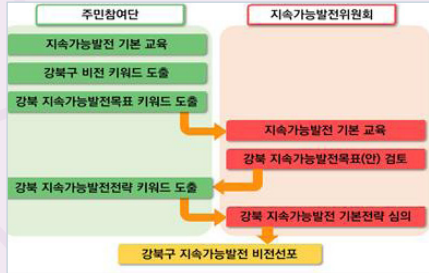 주민참여단
지속가능발전위원회
지속가능발전 기본 교육
강북구 비전 키워드 도출
강북 지속가능발전목표 키워드 도출
지속가능발전 기본 교육
강북 지속가능발전목표(안) 검토
강북 지속가능발전전략 키워드 도출
강북 지속가능발전 기본전략 심의
강북구 지속가능발전 비전선포